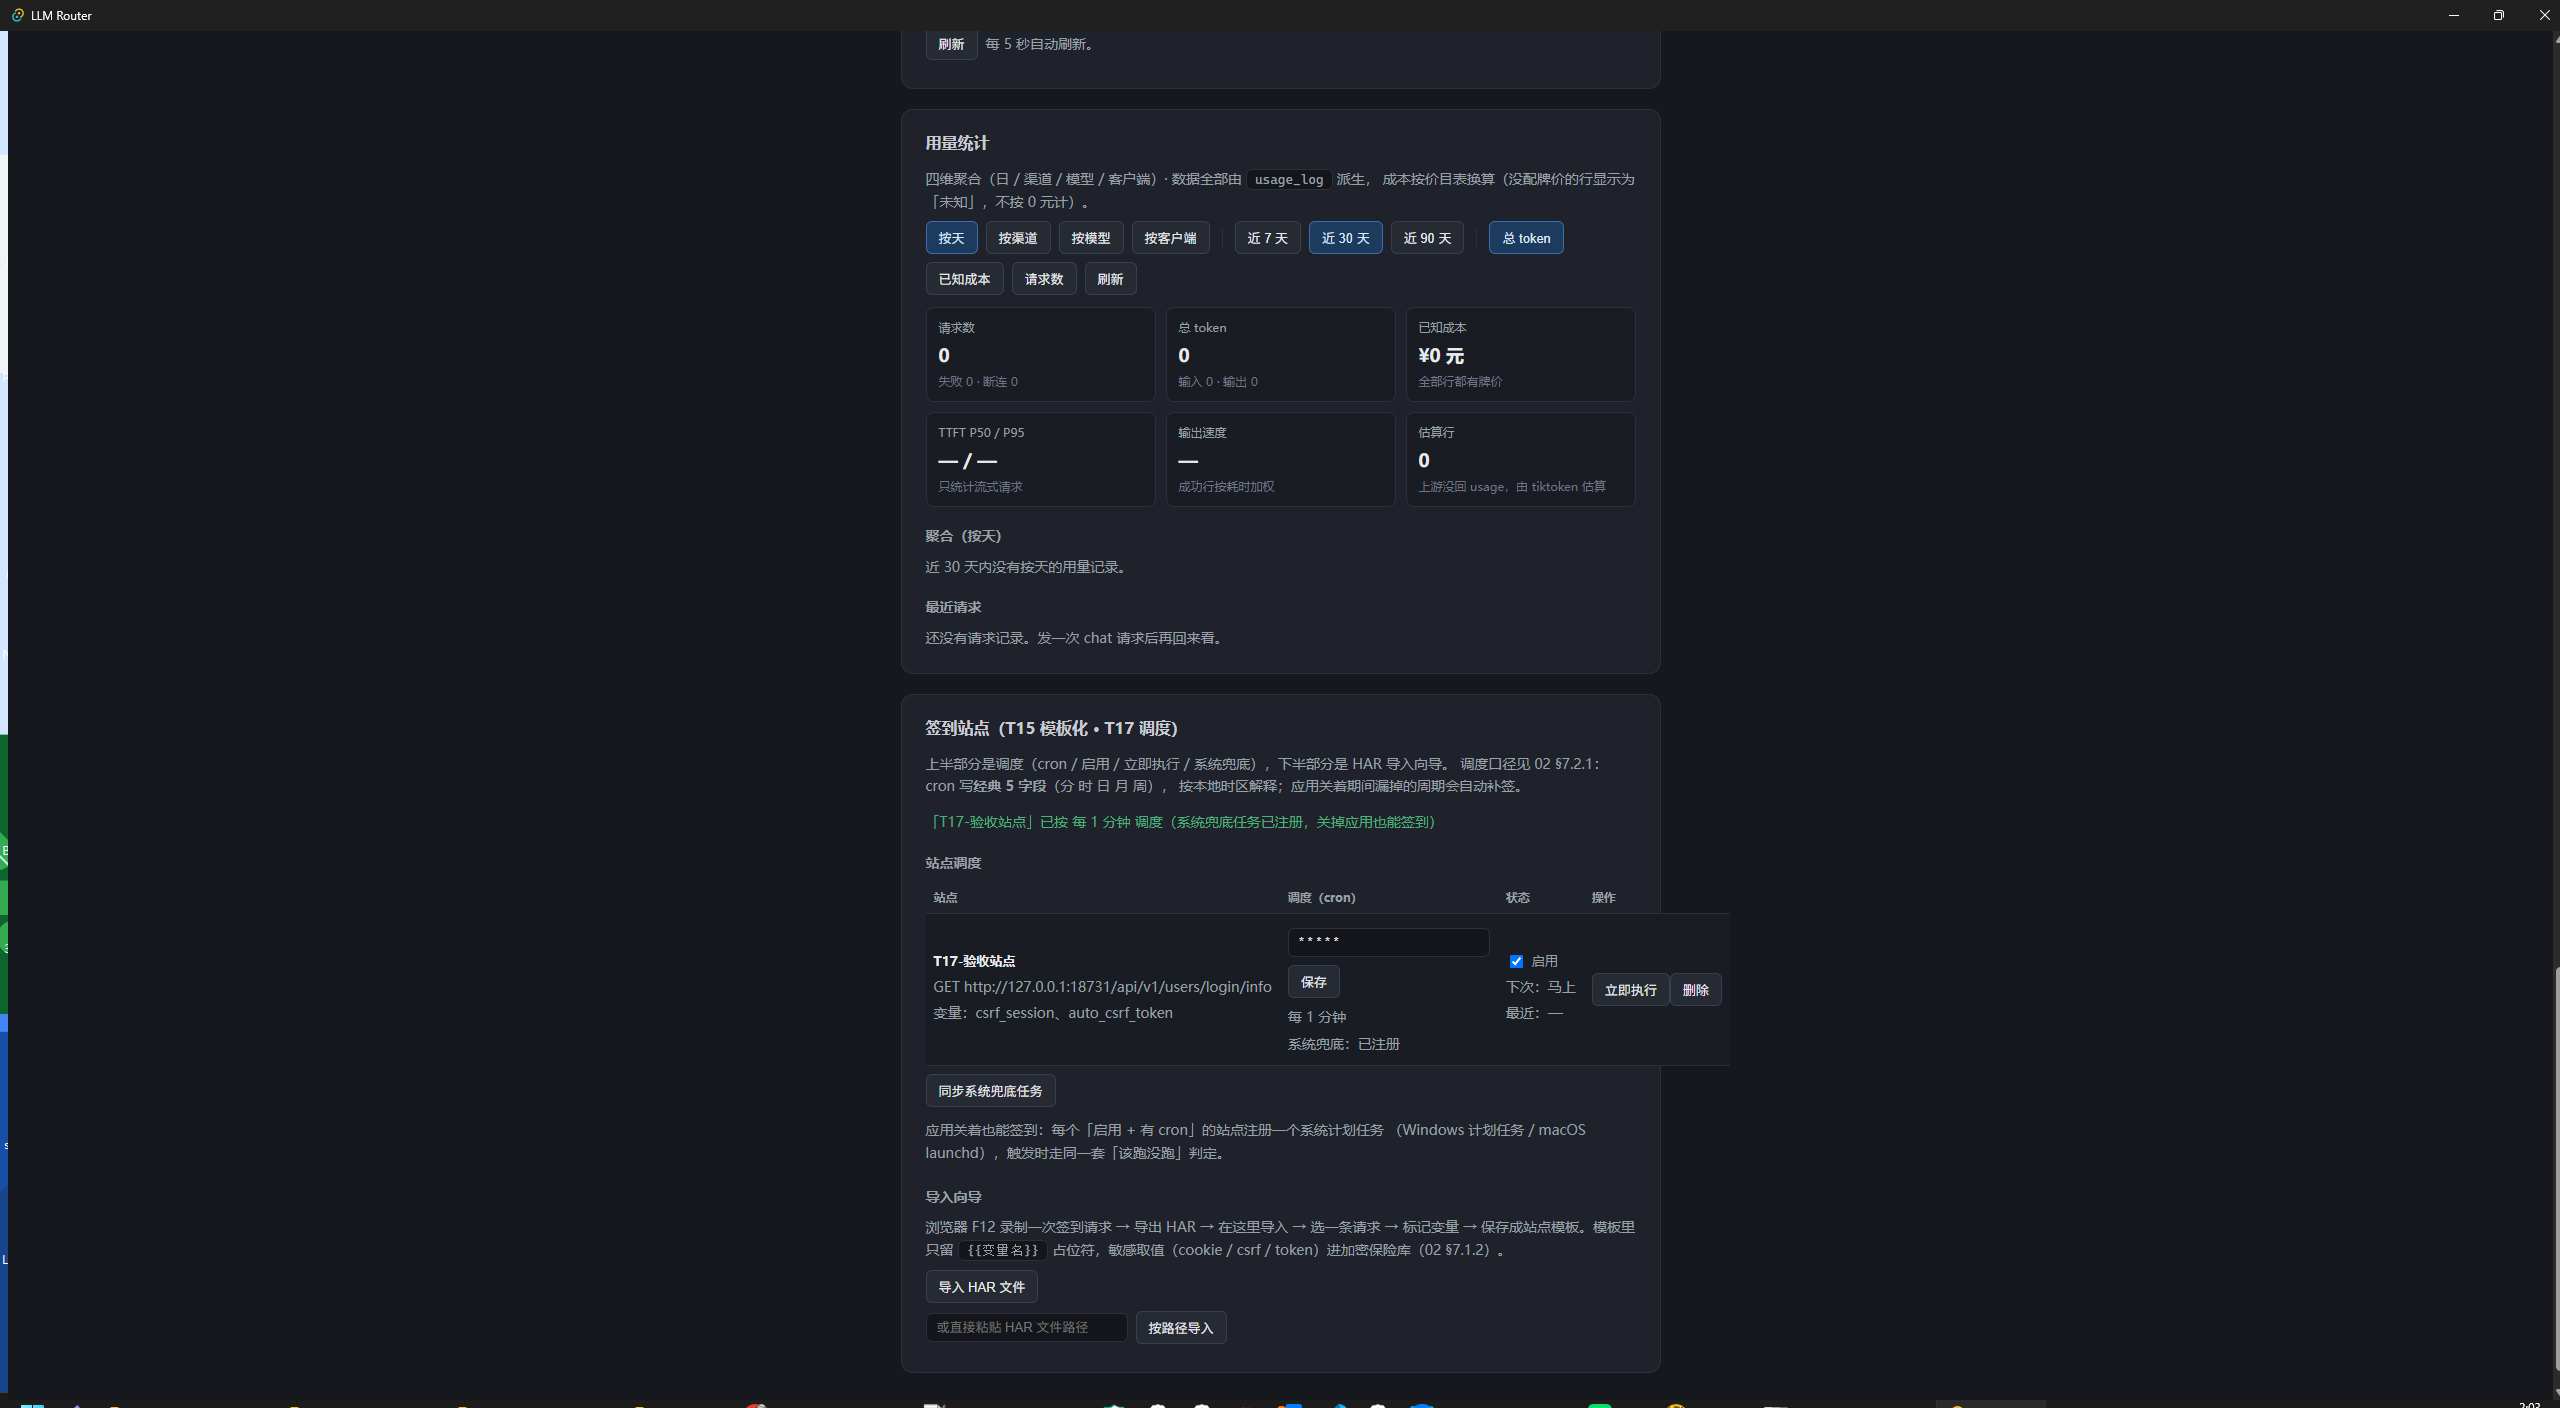 LLM Router
刷新 每 5 秒自动刷新。
用量统计
四维聚合（日 / 渠道 / 模型 / 客户端）· 数据全部由 usage_log 派生， 成本按价目表换算（没配牌价的行显示为
「未知」，不按 0 元计）。
按天 按渠道 按模型 按客户端 近 7 天 近 30 天 近 90 天 总 token
已知成本 请求数 刷新
请求数 总 token 已知成本
0 0 ¥0 元
失败 0 · 断连 0 输入 0 · 输出 0 全部行都有牌价
TTFT P50 / P95 输出速度 估算行
— / — — 0
只统计流式请求 成功行按耗时加权 上游没回 usage，由 tiktoken 估算
聚合（按天）
近 30 天内没有按天的用量记录。
最近请求
还没有请求记录。发一次 chat 请求后再回来看。
签到站点（T15 模板化 • T17 调度）
上半部分是调度（cron / 启用 / 立即执行 / 系统兜底），下半部分是 HAR 导入向导。 调度口径见 02 §7.2.1：
cron 写经典 5 字段（分 时 日 月 周）， 按本地时区解释；应用关着期间漏掉的周期会自动补签。
「T17-验收站点」已按 每 1 分钟 调度（系统兜底任务已注册，关掉应用也能签到）
站点调度
站点 调度（cron） 状态 操作
* * * * *
T17-验收站点 启用
GET http://127.0.0.1:18731/api/v1/users/login/info 保存 下次：马上 立即执行 删除
变量：csrf_session、auto_csrf_token 每 1 分钟 最近：—
系统兜底：已注册
同步系统兜底任务
应用关着也能签到：每个「启用 + 有 cron」的站点注册一个系统计划任务 （Windows 计划任务 / macOS
launchd），触发时走同一套「该跑没跑」判定。
导入向导
浏览器 F12 录制一次签到请求 → 导出 HAR → 在这里导入 → 选一条请求 → 标记变量 → 保存成站点模板。模板里
只留 {{变量名}} 占位符，敏感取值（cookie / csrf / token）进加密保险库（02 §7.1.2）。
导入 HAR 文件
或直接粘贴 HAR 文件路径 按路径导入